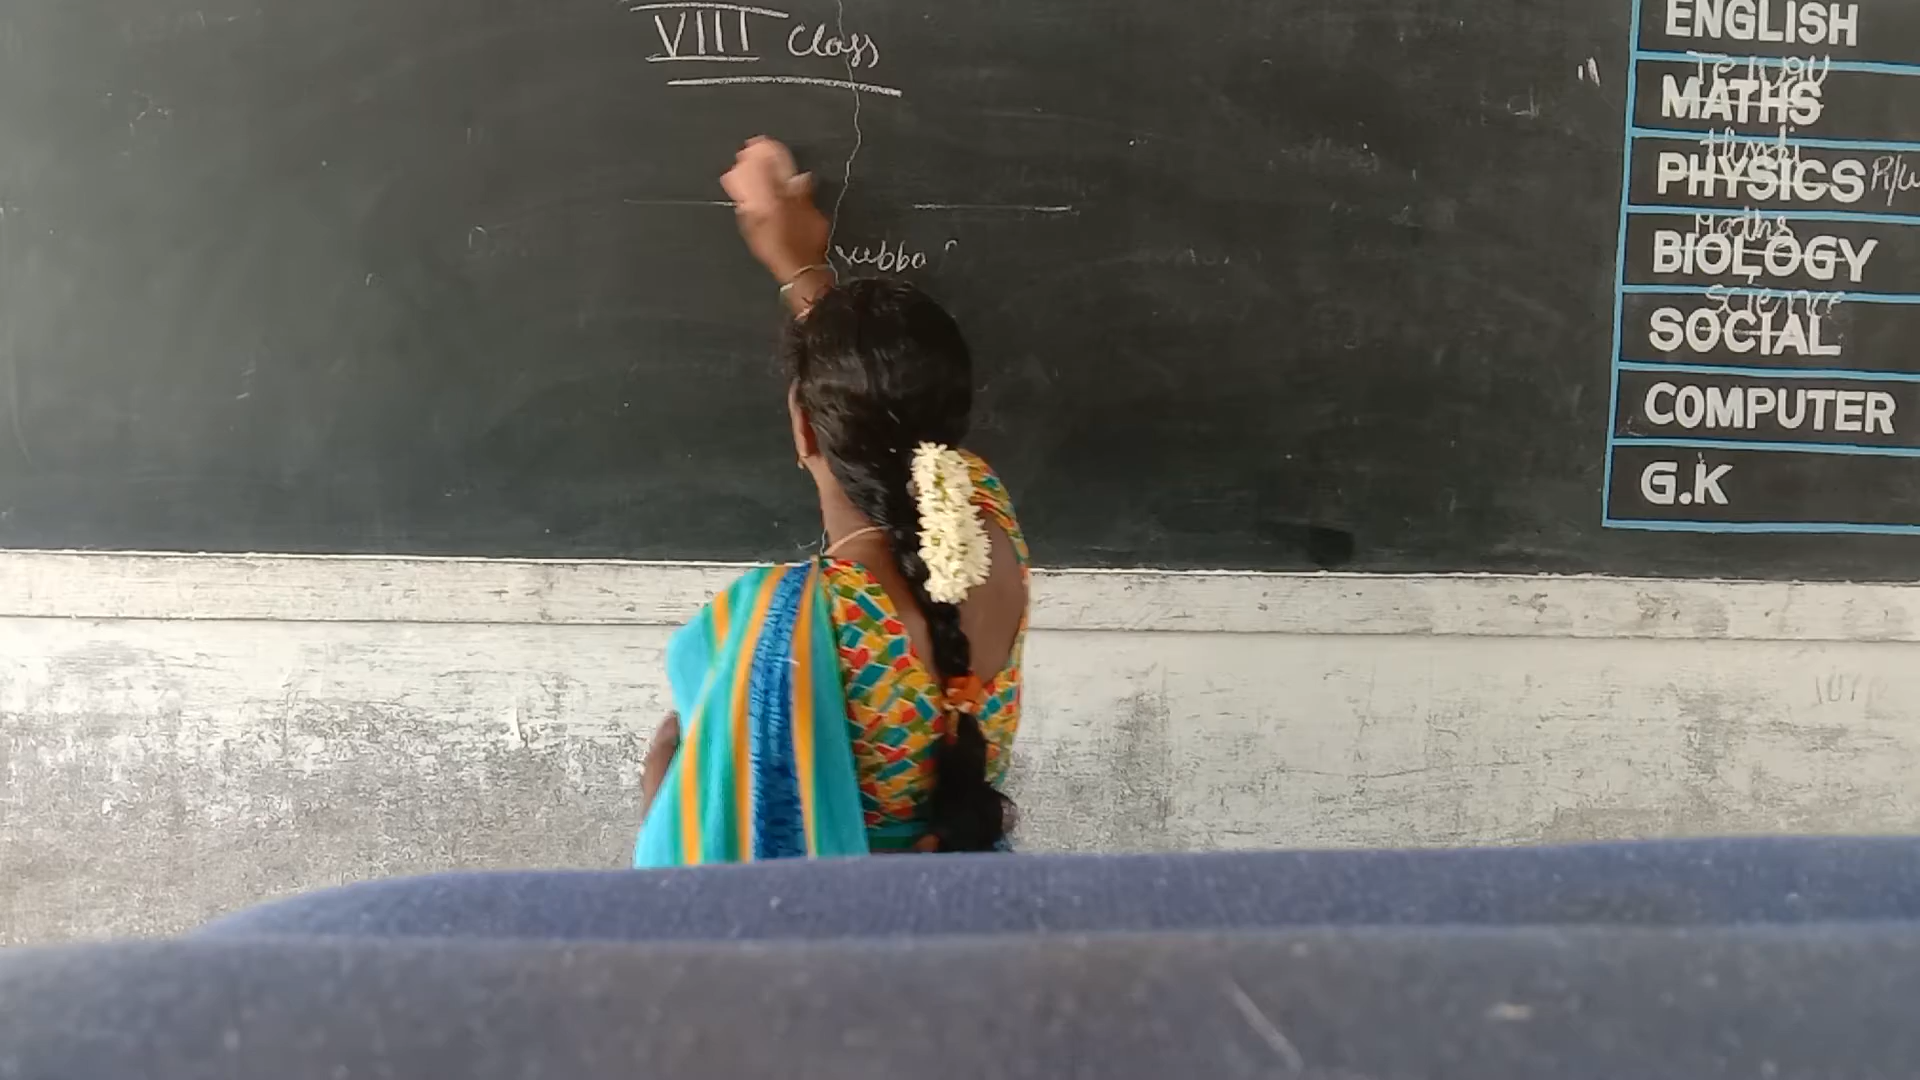 VIII Class
ENGLISH
Telugu
MATHS
Hindi
PHYSICS
Maths
BIOLOGY
Science
SOCIAL
COMPUTER
G.K